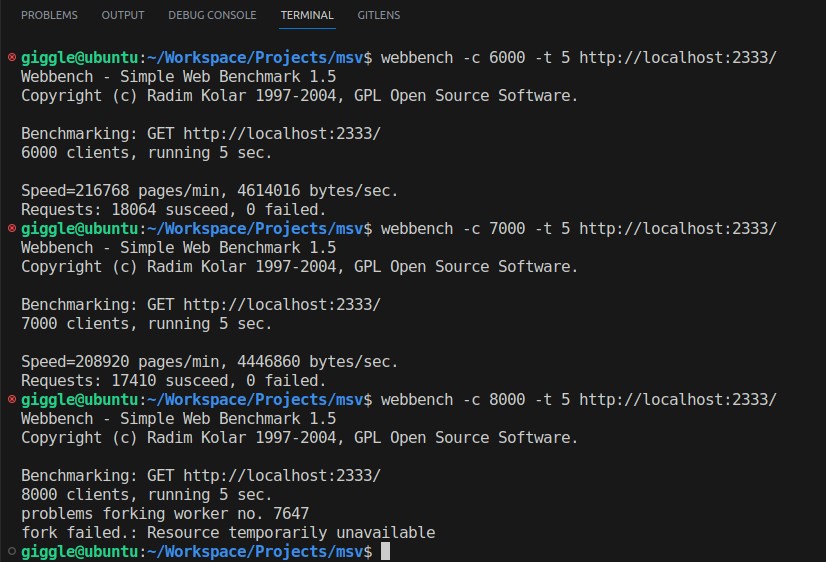 PROBLEMS OUTPUT DEBUG CONSOLE TERMINAL GITLENS
giggle@ubuntu:~/Workspace/Projects/msv$ webbench -c 6000 -t 5 http://localhost:2333/
Webbench - Simple Web Benchmark 1.5
Copyright (c) Radim Kolar 1997-2004, GPL Open Source Software.
Benchmarking: GET http://localhost:2333/
6000 clients, running 5 sec.
Speed=216768 pages/min, 4614016 bytes/sec.
Requests: 18064 susceed, 0 failed.
giggle@ubuntu:~/Workspace/Projects/msv$ webbench -c 7000 -t 5 http://localhost:2333/
Webbench - Simple Web Benchmark 1.5
Copyright (c) Radim Kolar 1997-2004, GPL Open Source Software.
Benchmarking: GET http://localhost:2333/
7000 clients, running 5 sec.
Speed=208920 pages/min, 4446860 bytes/sec.
Requests: 17410 susceed, 0 failed.
giggle@ubuntu:~/Workspace/Projects/msv$ webbench -c 8000 -t 5 http://localhost:2333/
Webbench - Simple Web Benchmark 1.5
Copyright (c) Radim Kolar 1997-2004, GPL Open Source Software.
Benchmarking: GET http://localhost:2333/
8000 clients, running 5 sec.
problems forking worker no. 7647
fork failed.: Resource temporarily unavailable
giggle@ubuntu:~/Workspace/Projects/msv$